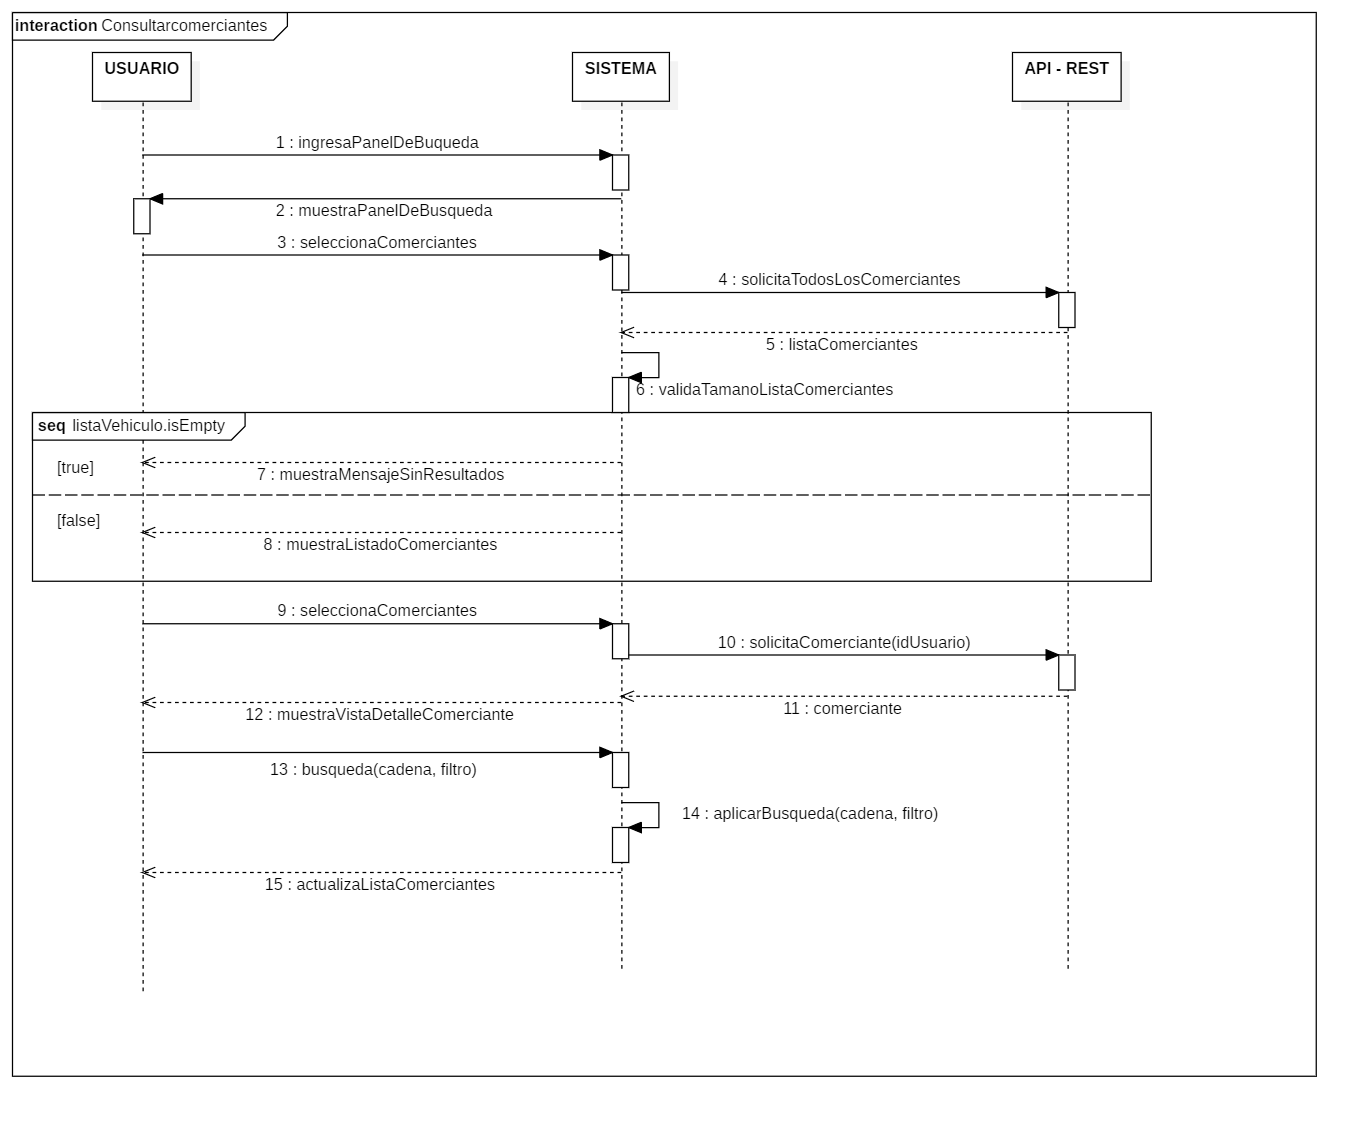 interaction Consultarcomerciantes
USUARIO
SISTEMA
API - REST
1 : ingresaPanelDeBuqueda
2 : muestraPanelDeBusqueda
3 : seleccionaComerciantes
4 : solicitaTodosLosComerciantes
5 : listaComerciantes
6 : validaTamanoListaComerciantes
seq listaVehiculo.isEmpty
[true]
7 : muestraMensajeSinResultados
[false]
8 : muestraListadoComerciantes
9 : seleccionaComerciantes
10 : solicitaComerciante(idUsuario)
11 : comerciante
12 : muestraVistaDetalleComerciante
13 : busqueda(cadena, filtro)
14 : aplicarBusqueda(cadena, filtro)
15 : actualizaListaComerciantes